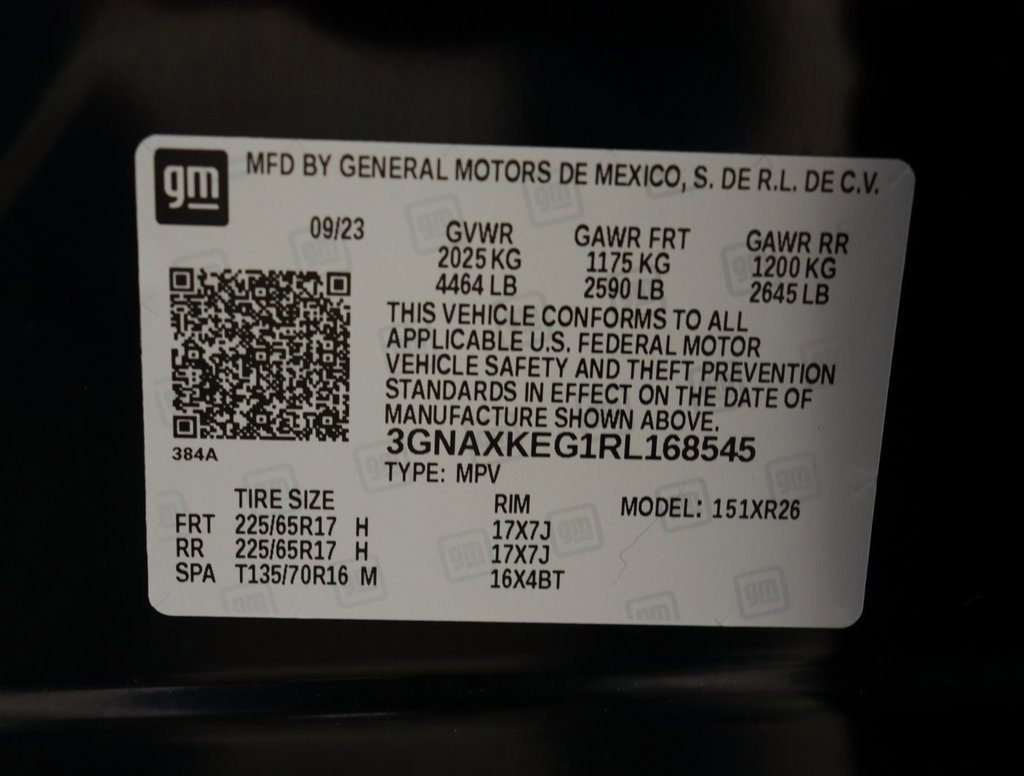 gm MFD BY GENERAL MOTORS DE MEXICO, S. DE R.L. DE C.V.
09/23 GVWR GAWR FRT GAWR RR
2025 KG 1175 KG 1200 KG
4464 LB 2590 LB 2645 LB
THIS VEHICLE CONFORMS TO ALL
APPLICABLE U.S. FEDERAL MOTOR
VEHICLE SAFETY AND THEFT PREVENTION
STANDARDS IN EFFECT ON THE DATE OF
MANUFACTURE SHOWN ABOVE.
3GNAXKEG1RL168545
384A
TYPE: MPV
TIRE SIZE RIM MODEL: 151XR26
FRT 225/65R17 H 17X7J
RR 225/65R17 H 17X7J
SPA T135/70R16 M 16X4BT